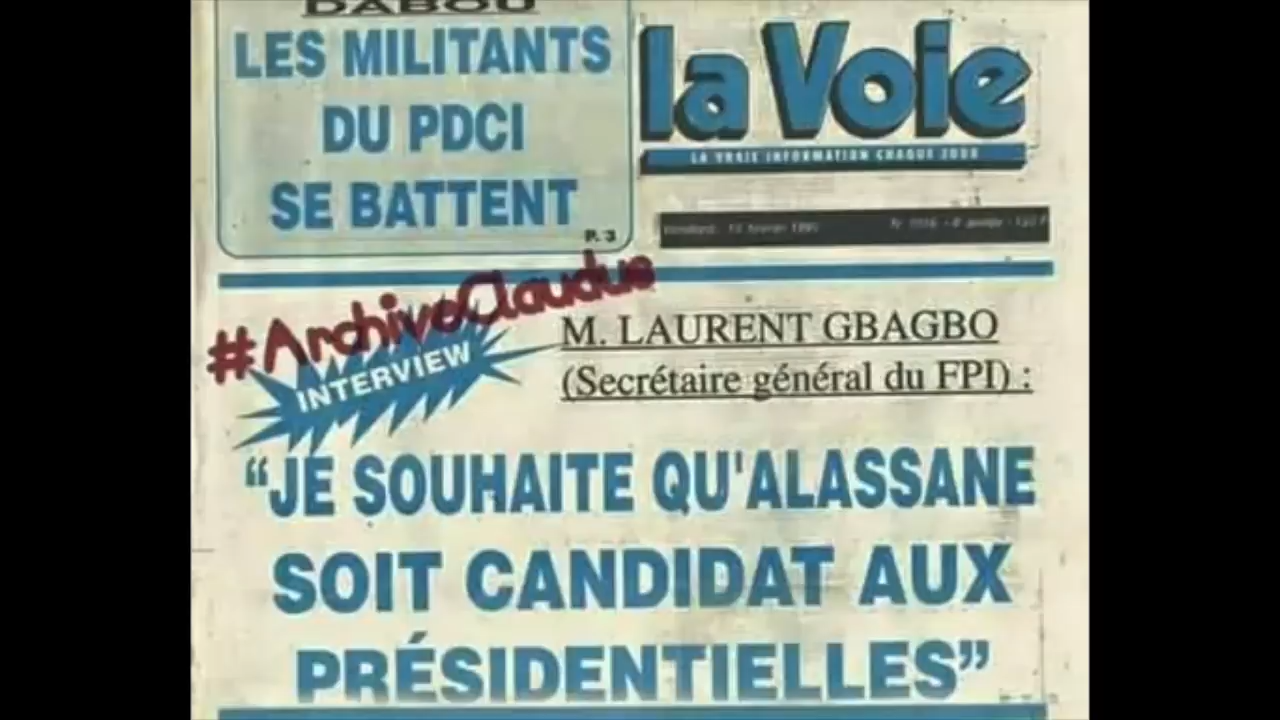 DABOU
LES MILITANTS
DU PDCI
SE BATTENT
P. 3
la Voie
LA VRAIE INFORMATION CHAQUE JOUR
#ArchiveClaudus
INTERVIEW
M. LAURENT GBAGBO
(Secrétaire général du FPI) :
“JE SOUHAITE QU'ALASSANE
SOIT CANDIDAT AUX
PRÉSIDENTIELLES”